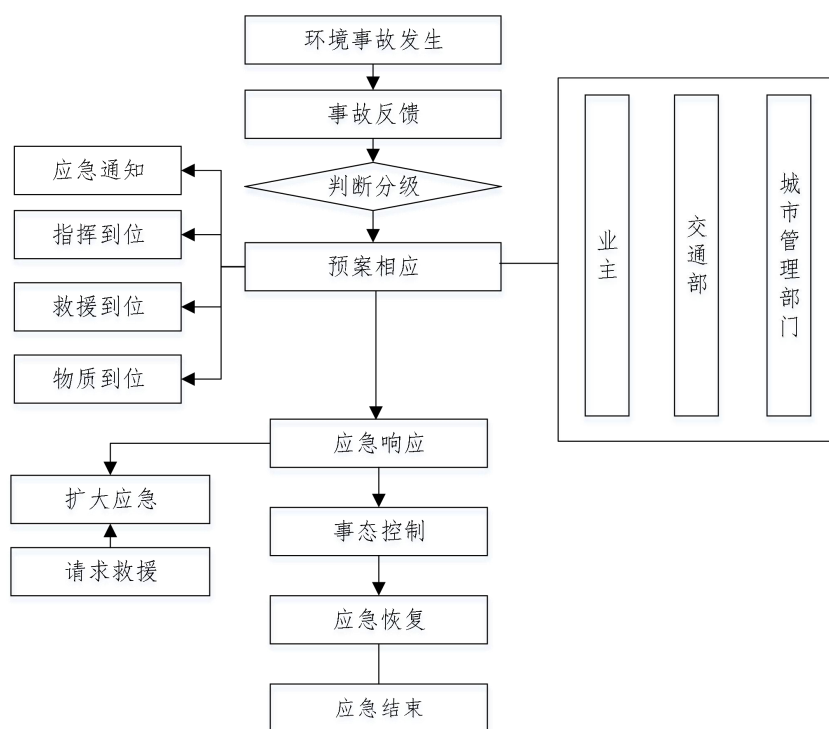 环境事故发生
事故反馈
判断分级
预案相应
应急通知
指挥到位
救援到位
物质到位
业主
交通部
城市管理部门
应急响应
扩大应急
请求救援
事态控制
应急恢复
应急结束